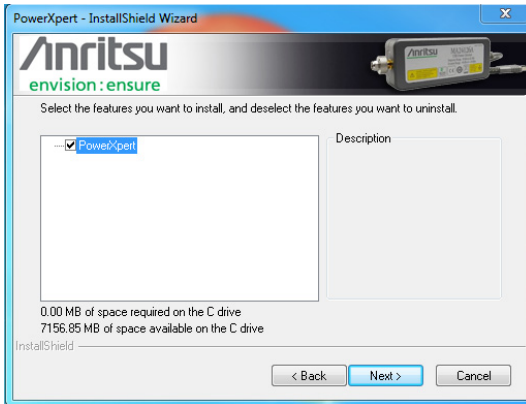 PowerXpert - InstallShield Wizard
Anritsu
envision : ensure
Anritsu
Select the features you want to install, and deselect the features you want to uninstall.
PowerXpert
Description
0.00 MB of space required on the C drive
7156.85 MB of space available on the C drive
InstallShield
< Back
Next >
Cancel